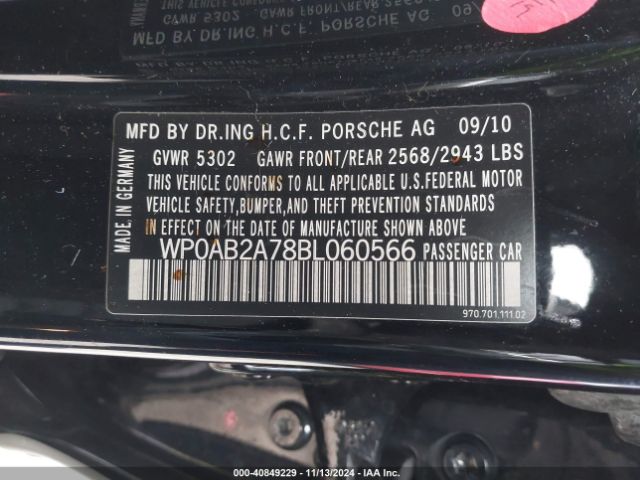 MFD BY DR.ING H.C.F. PORSCHE AG 09/10
GVWR 5302 GAWR FRONT/REAR 2568/2943 LBS
THIS VEHICLE CONFORMS TO ALL APPLICABLE U.S.FEDERAL MOTOR
VEHICLE SAFETY,BUMPER,AND THEFT PREVENTION STANDARDS
IN EFFECT ON THE DATE OF MANUFACTURE SHOWN ABOVE.
WP0AB2A78BL060566 PASSENGER CAR
MADE IN GERMANY
970.701.111.02
000-40849229 - 11/13/2024 - IAA Inc.